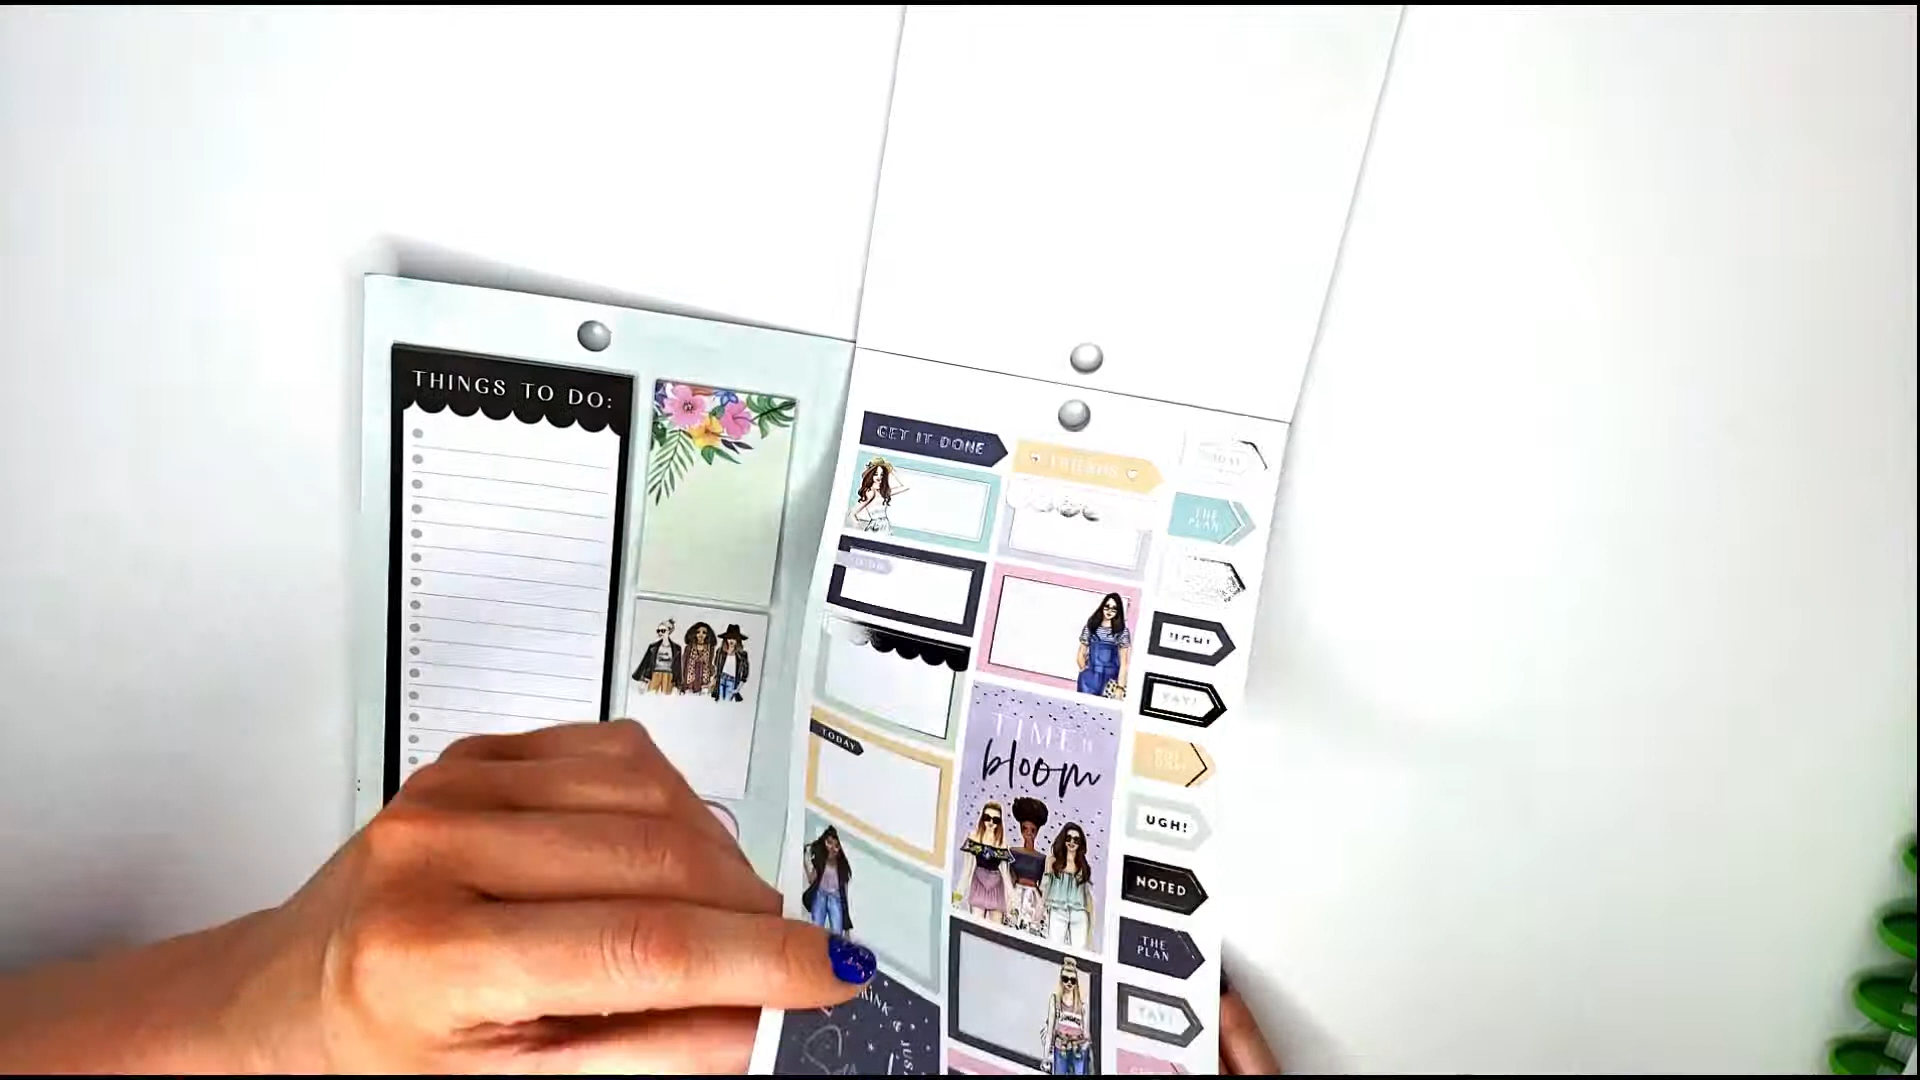 THINGS TO DO:
GET IT DONE
FRIENDS
THE
PLAN
UGH!
YAY!
TODAY
TIME
bloom
UGH!
NOTED
THE
PLAN
YAY!